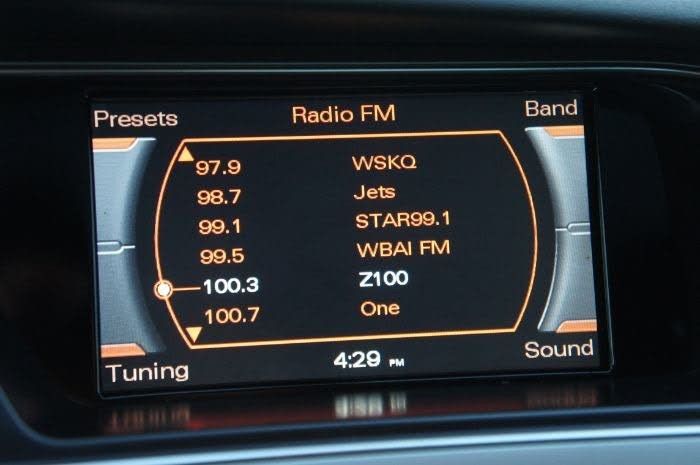 Presets Radio FM Band
97.9 WSKQ
98.7 Jets
99.1 STAR99.1
99.5 WBAI FM
100.3 Z100
100.7 One
Tuning 4:29 PM Sound